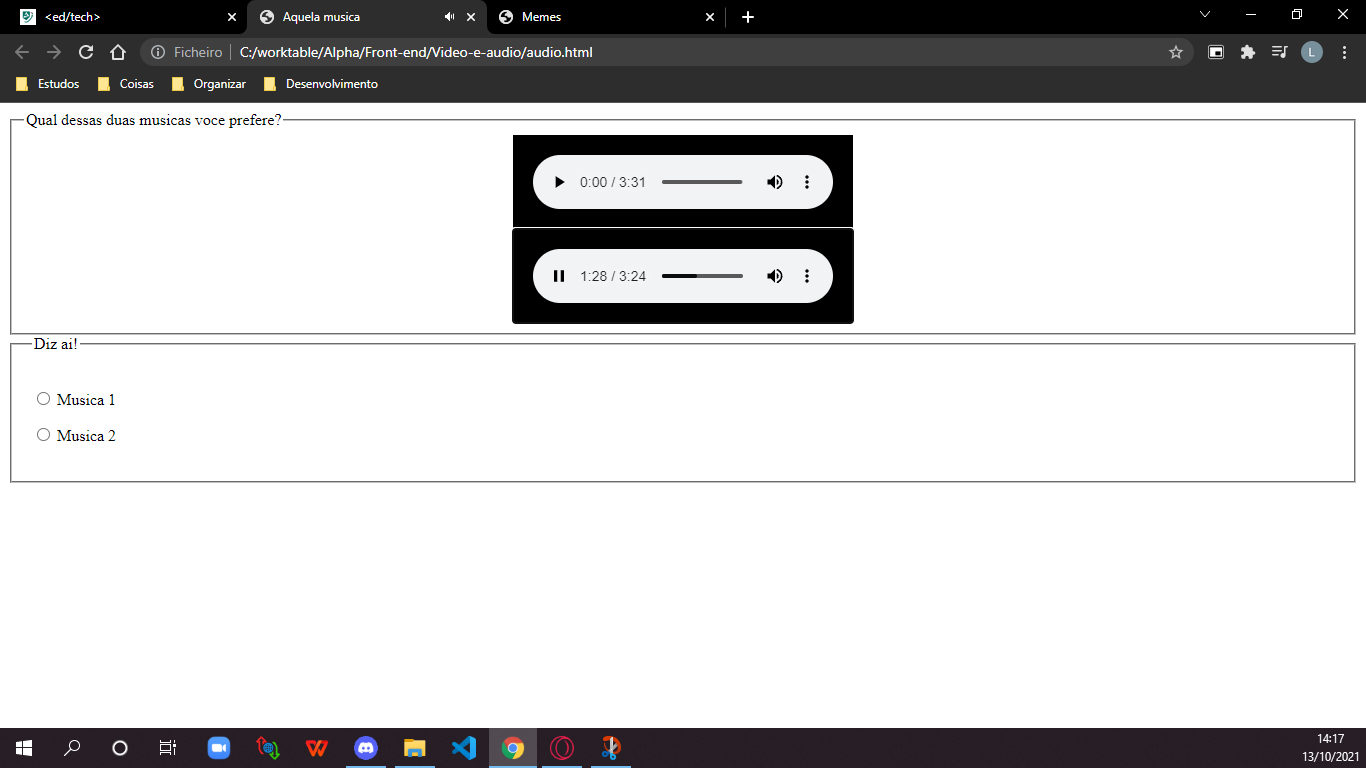 <ed/tech>
Aquela musica
Memes
Ficheiro
C:/worktable/Alpha/Front-end/Video-e-audio/audio.html
L
Estudos
Coisas
Organizar
Desenvolvimento
Qual dessas duas musicas voce prefere?
0:00 / 3:31
1:28 / 3:24
Diz ai!
Musica 1
Musica 2
14:17
13/10/2021